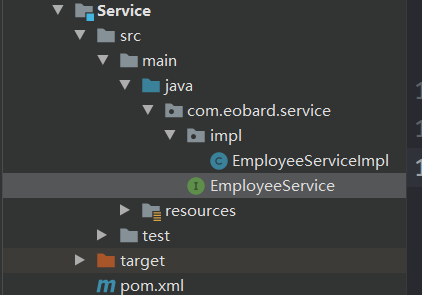 Service
src
main
java
com.eobard.service
impl
EmployeeServiceImpl
EmployeeService
resources
test
target
pom.xml